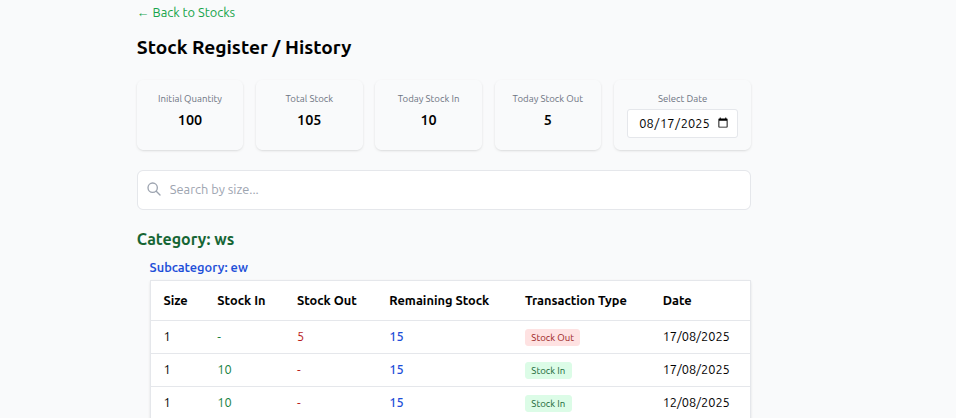 ← Back to Stocks
Stock Register / History
Initial Quantity Total Stock Today Stock In Today Stock Out Select Date
100 105 10 5 08/17/2025
Search by size...
Category: ws
Subcategory: ew
Size Stock In Stock Out Remaining Stock Transaction Type Date
1 - 5 15 Stock Out 17/08/2025
1 10 - 15 Stock In 17/08/2025
1 10 - 15 Stock In 12/08/2025